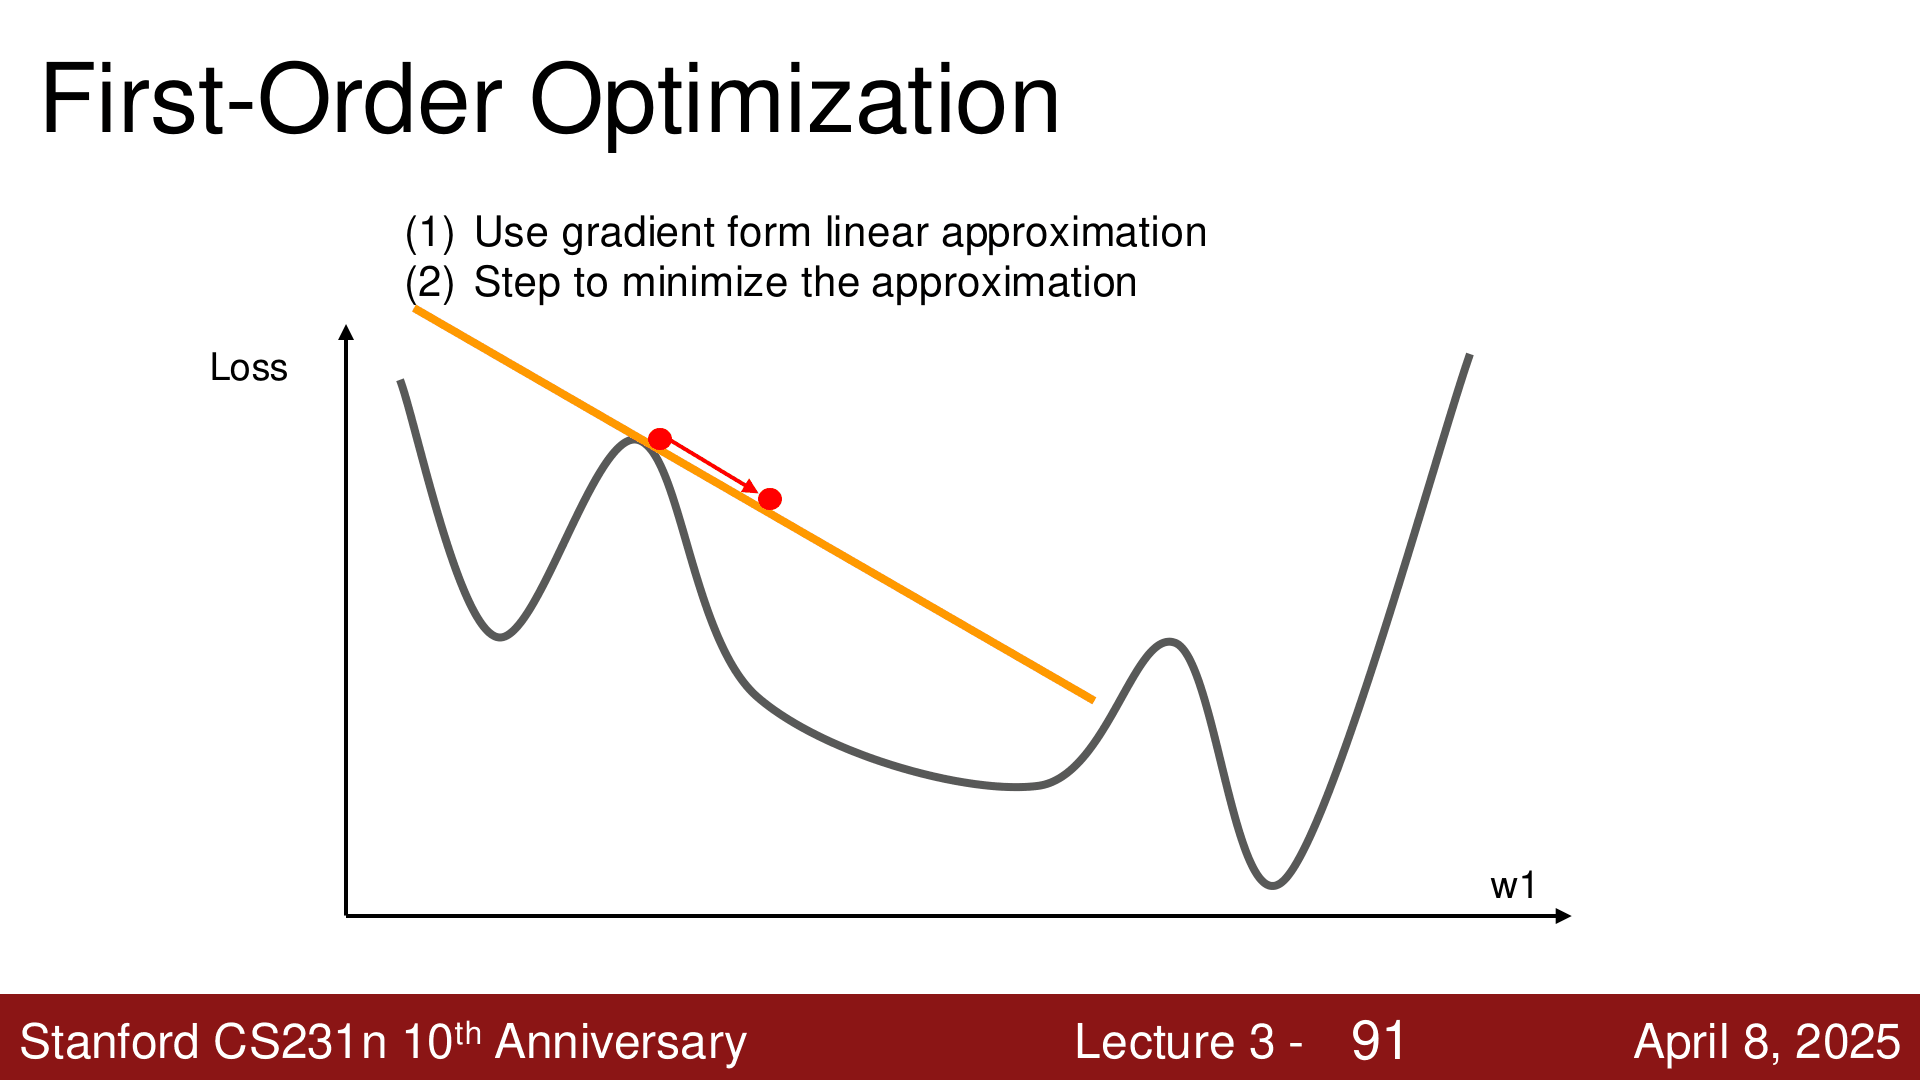 First-Order Optimization
(1) Use gradient form linear approximation
(2) Step to minimize the approximation
Loss
w1
Stanford CS231n 10th Anniversary
Lecture 3 - 91
April 8, 2025